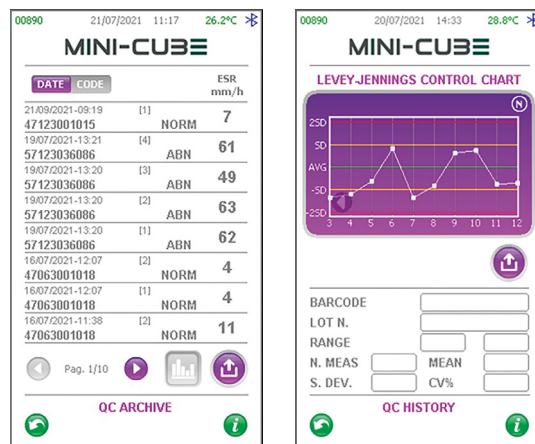 00890 21/07/2021 11:17 26.2°C
MINI-CUBE
DATE CODE ESR mm/h
21/09/2021-09:19 [1]
47123001015 NORM 7
19/07/2021-13:21 [4]
57123036086 ABN 61
19/07/2021-13:20 [3]
57123036086 ABN 49
19/07/2021-13:20 [2]
57123036086 ABN 63
19/07/2021-13:20 [1]
57123036086 ABN 62
16/07/2021-12:07 [2]
47063001018 NORM 4
16/07/2021-12:07 [1]
47063001018 NORM 4
16/07/2021-11:38 [2]
47063001018 NORM 11
Pag. 1/10
QC ARCHIVE
i
00890 20/07/2021 14:33 28.8°C
MINI-CUBE
LEVEY-JENNINGS CONTROL CHART
N
2SD
SD
AVG
-SD
-2SD
3 4 5 6 7 8 9 10 11 12
BARCODE
LOT N.
RANGE
N. MEAS MEAN
S. DEV. CV%
QC HISTORY
i